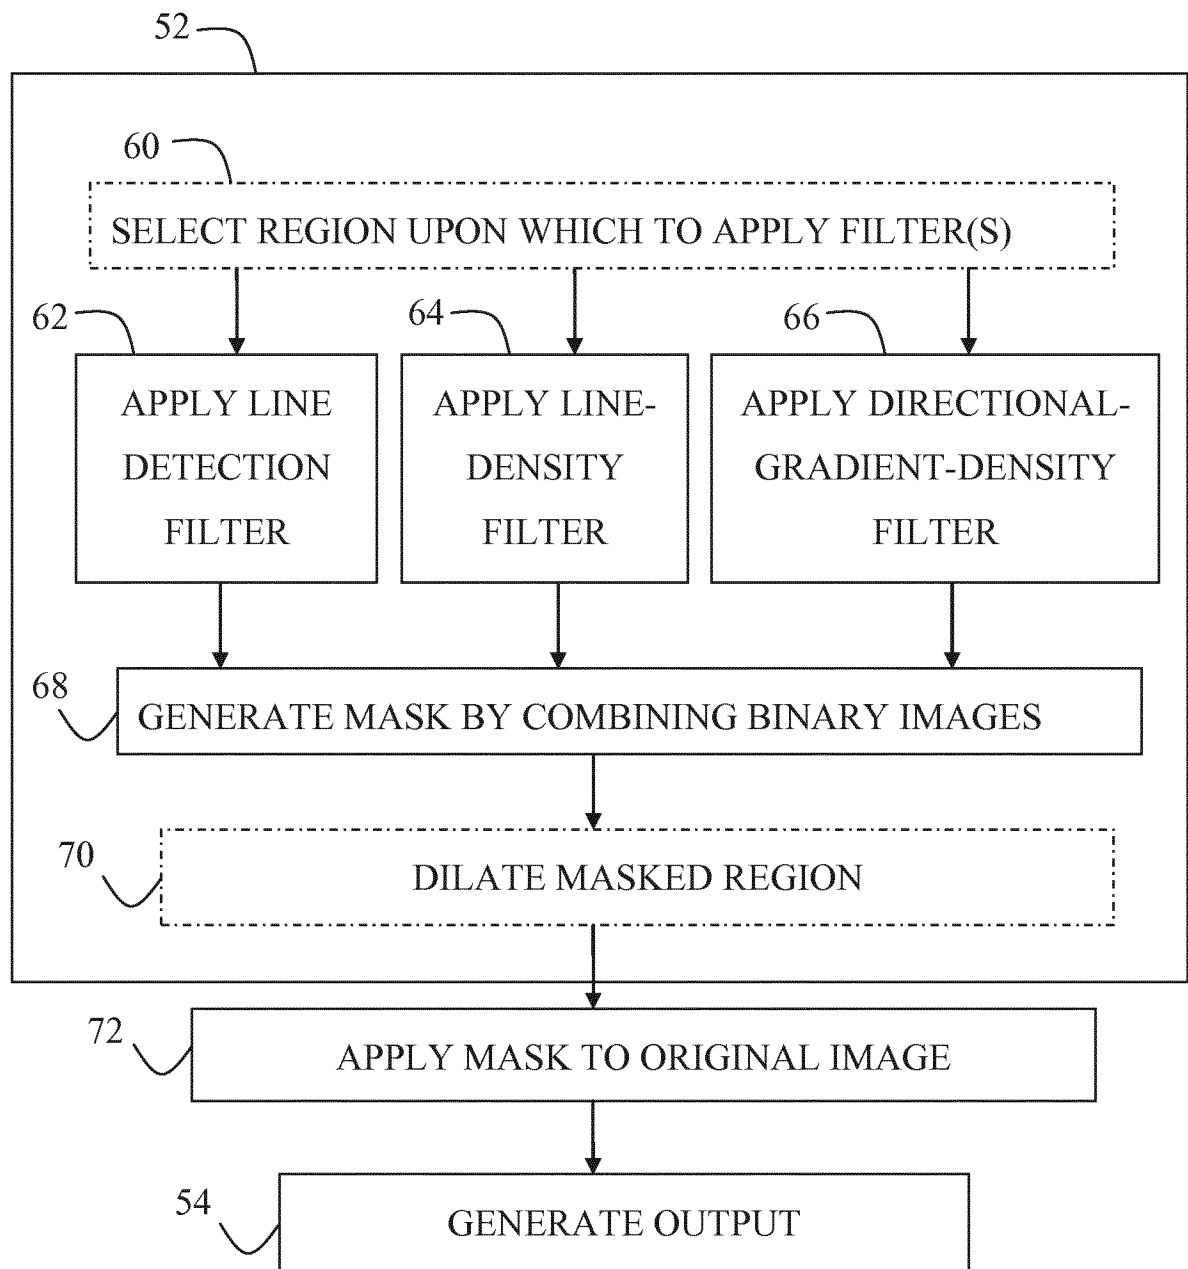 52
60
SELECT REGION UPON WHICH TO APPLY FILTER(S)
62
64
66
APPLY LINE
DETECTION
FILTER
APPLY LINE-
DENSITY
FILTER
APPLY DIRECTIONAL-
GRADIENT-DENSITY
FILTER
68
GENERATE MASK BY COMBINING BINARY IMAGES
70
DILATE MASKED REGION
72
APPLY MASK TO ORIGINAL IMAGE
54
GENERATE OUTPUT